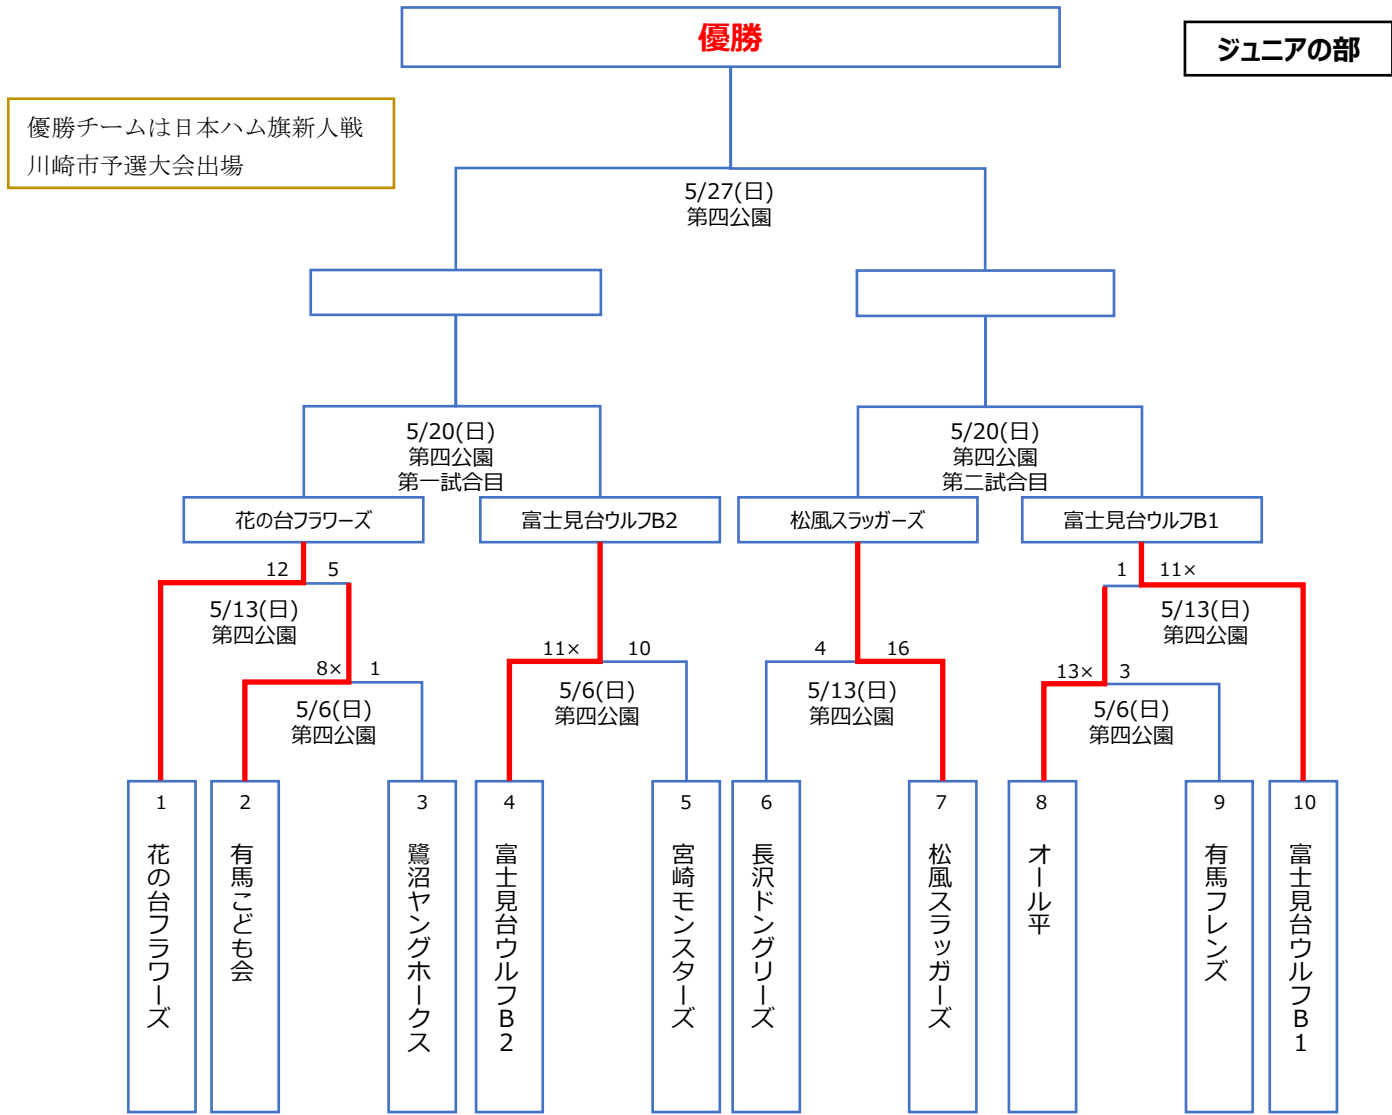 優勝
ジュニアの部
優勝チームは日本ハム旗新人戦
川崎市予選大会出場
5/27(日)
第四公園
5/20(日)
第四公園
第一試合目
5/20(日)
第四公園
第二試合目
花の台フラワーズ
富士見台ウルフB2
松風スラッガーズ
富士見台ウルフB1
12 5
5/13(日)
第四公園
1 11×
5/13(日)
第四公園
8× 1
5/6(日)
第四公園
11× 10
5/6(日)
第四公園
4 16
5/13(日)
第四公園
13× 3
5/6(日)
第四公園
1
花の台フラワーズ
2
有馬こども会
3
鷺沼ヤングホークス
4
富士見台ウルフB2
5
宮崎モンスターズ
6
長沢ドングリーズ
7
松風スラッガーズ
8
オール平
9
有馬フレンズ
10
富士見台ウルフB1